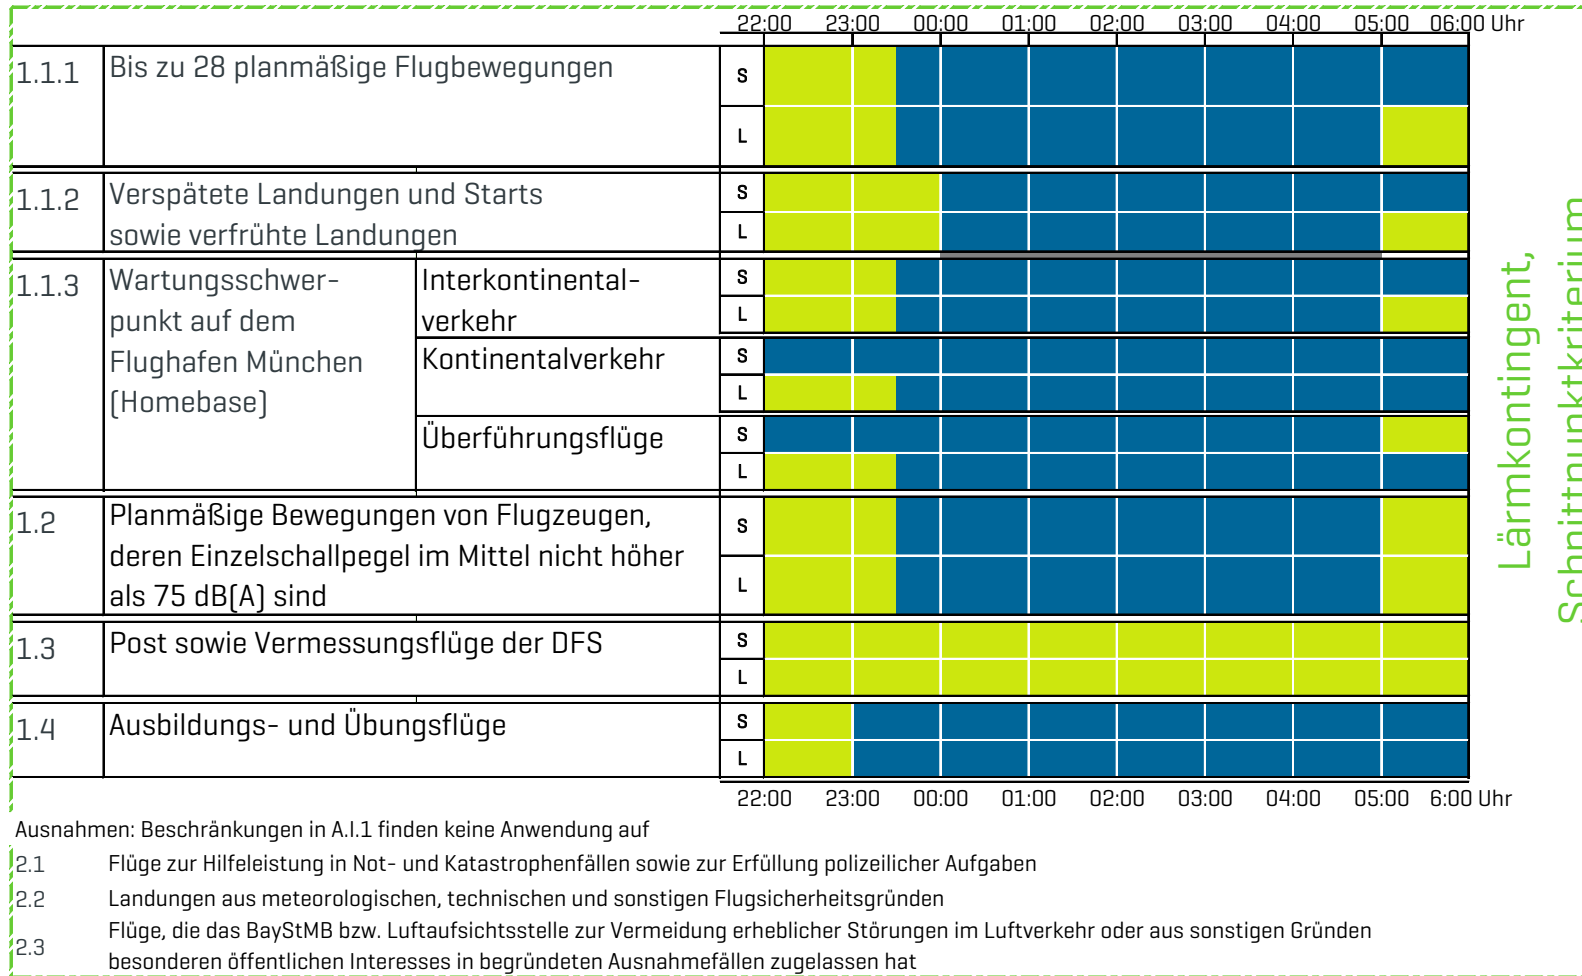 22:00 23:00 00:00 01:00 02:00 03:00 04:00 05:00 06:00 Uhr
1.1.1 Bis zu 28 planmäßige Flugbewegungen S
L
1.1.2 Verspätete Landungen und Starts S
sowie verfrühte Landungen L
1.1.3 Wartungsschwer- Interkontinental- S
punkt auf dem verkehr L
Flughafen München Kontinentalverkehr S
(Homebase) L
Überführungsflüge S
L
1.2 Planmäßige Bewegungen von Flugzeugen, S
deren Einzelschallpegel im Mittel nicht höher
als 75 dB(A) sind L
1.3 Post sowie Vermessungsflüge der DFS S
L
1.4 Ausbildungs- und Übungsflüge S
L
22:00 23:00 00:00 01:00 02:00 03:00 04:00 05:00 6:00 Uhr
Lärmkontingent,
Schnittpunktkriterium
Ausnahmen: Beschränkungen in A.I.1 finden keine Anwendung auf
2.1 Flüge zur Hilfeleistung in Not- und Katastrophenfällen sowie zur Erfüllung polizeilicher Aufgaben
2.2 Landungen aus meteorologischen, technischen und sonstigen Flugsicherheitsgründen
2.3 Flüge, die das BayStMB bzw. Luftaufsichtsstelle zur Vermeidung erheblicher Störungen im Luftverkehr oder aus sonstigen Gründen
besonderen öffentlichen Interesses in begründeten Ausnahmefällen zugelassen hat